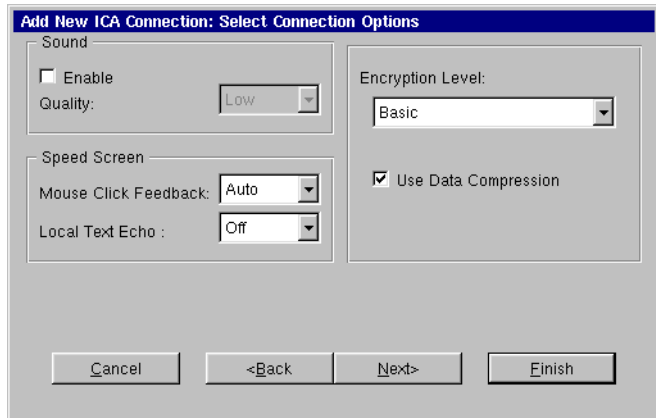 Add New ICA Connection: Select Connection Options
Sound
Enable
Quality:
Low
Speed Screen
Mouse Click Feedback:
Auto
Local Text Echo :
Off
Encryption Level:
Basic
Use Data Compression
Cancel
<Back
Next>
Finish